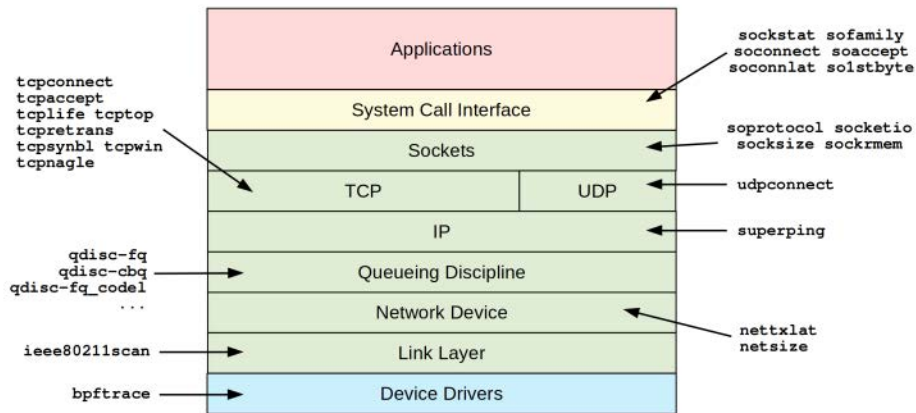 Applications
System Call Interface
Sockets
TCP
UDP
IP
Queueing Discipline
Network Device
Link Layer
Device Drivers
tcpconnect
tcpaccept
tcplife tcptop
tcpretrans
tcpsynbl tcpwin
tcpnagle
qdisc-fq
qdisc-cbq
qdisc-fq_codel
...
ieee80211scan
bpftrace
sockstat sofamily
soconnect soaccept
soconnlat so1stbyte
soprotocol socketio
socksize sockrmem
udpconnect
superping
nettxlat
netsize